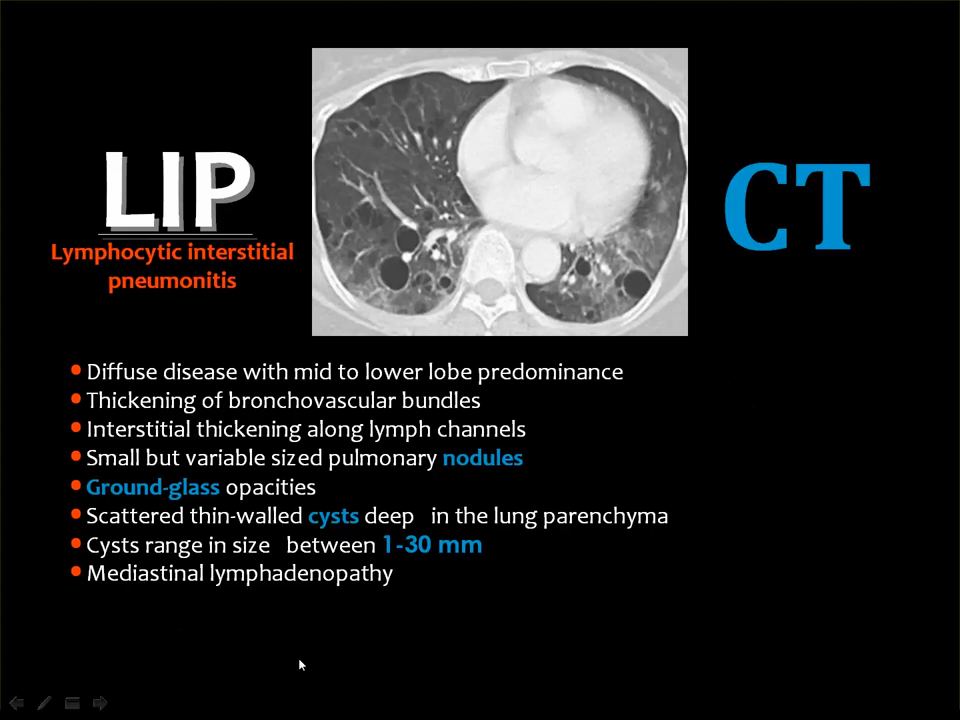 LIP
Lymphocytic interstitial
pneumonitis
CT
• Diffuse disease with mid to lower lobe predominance
• Thickening of bronchovascular bundles
• Interstitial thickening along lymph channels
• Small but variable sized pulmonary nodules
• Ground-glass opacities
• Scattered thin-walled cysts deep in the lung parenchyma
• Cysts range in size between 1-30 mm
• Mediastinal lymphadenopathy